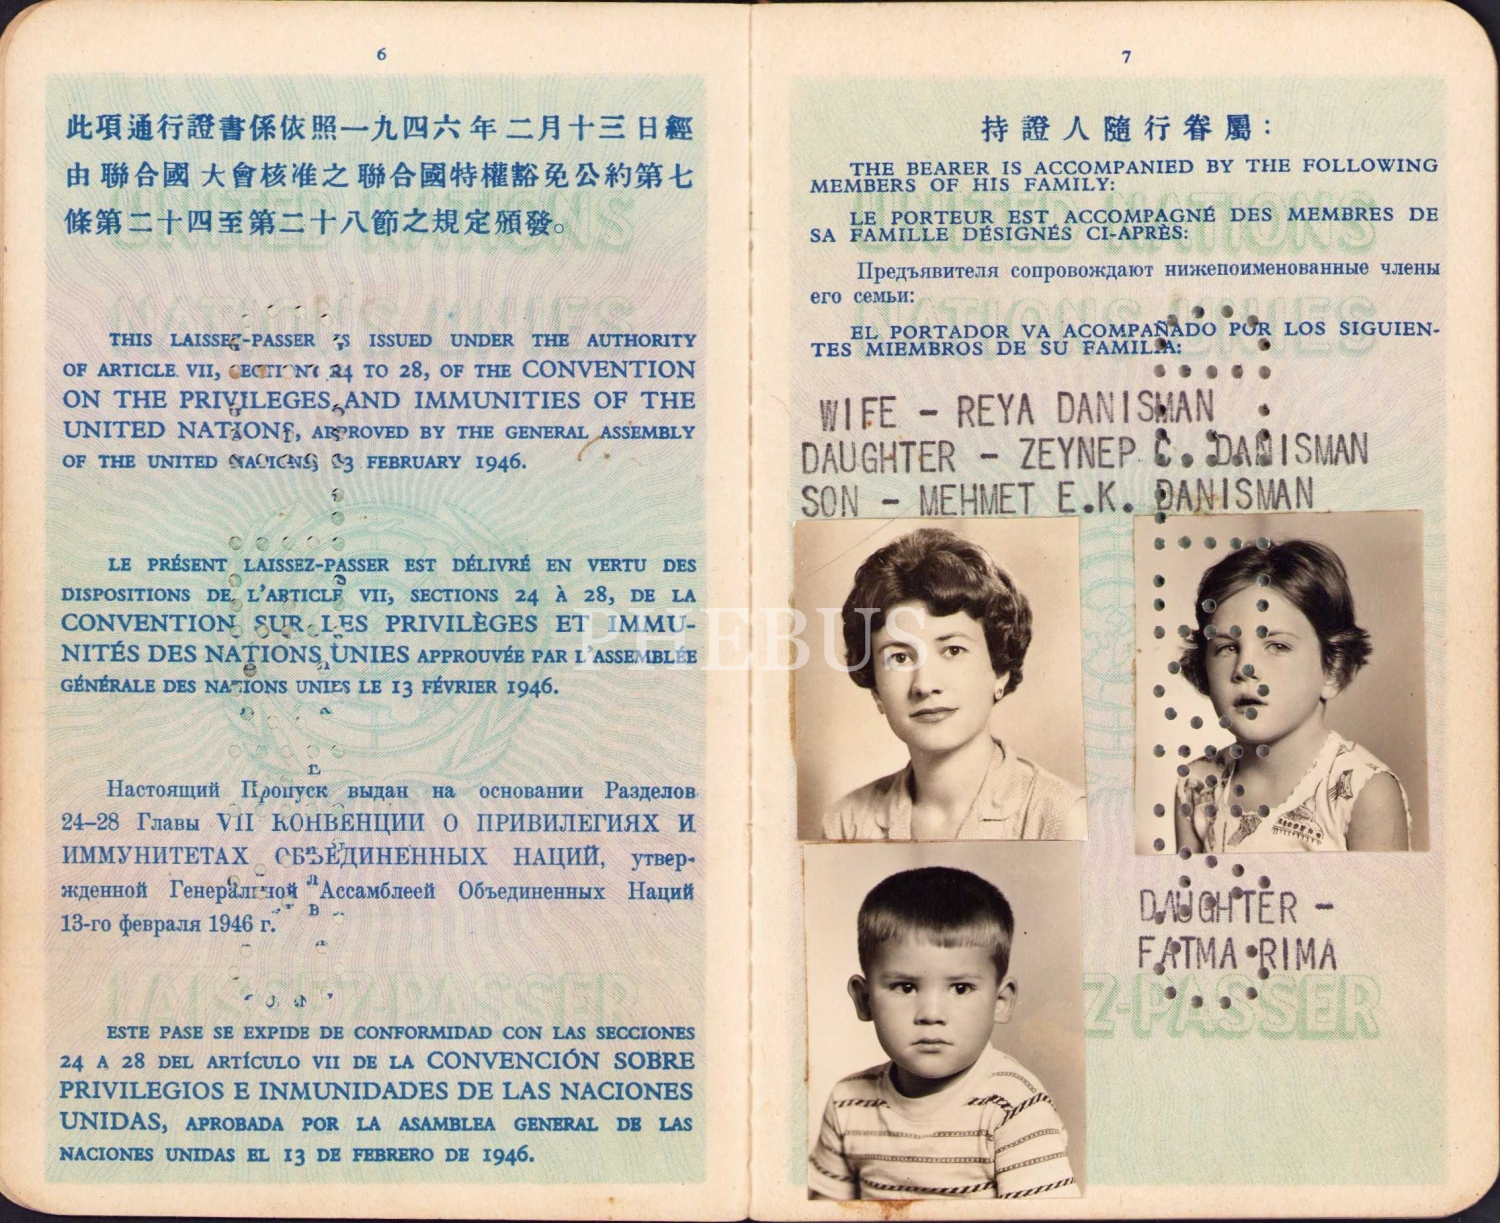 6
此項通行證書係依照一九四六年二月十三日經
由聯合國大會核准之聯合國特權豁免公約第七
條第二十四至第二十八節之規定頒發。
UNITED NATIONS
NATIONS UNIES
THIS LAISSEZ-PASSER IS ISSUED UNDER THE AUTHORITY
OF ARTICLE VII, SECTIONS 24 TO 28, OF THE CONVENTION
ON THE PRIVILEGES AND IMMUNITIES OF THE
UNITED NATIONS, APPROVED BY THE GENERAL ASSEMBLY
OF THE UNITED NATIONS 13 FEBRUARY 1946.
LE PRÉSENT LAISSEZ-PASSER EST DÉLIVRÉ EN VERTU DES
DISPOSITIONS DE L'ARTICLE VII, SECTIONS 24 À 28, DE LA
CONVENTION SUR LES PRIVILÈGES ET IMMU-
NITÉS DES NATIONS UNIES APPROUVÉE PAR L'ASSEMBLÉE
GÉNÉRALE DES NATIONS UNIES LE 13 FÉVRIER 1946.
Настоящий Пропуск выдан на основании Разделов
24–28 Главы VII КОНВЕНЦИИ О ПРИВИЛЕГИЯХ И
ИММУНИТЕТАХ ОБЪЕДИНЕННЫХ НАЦИЙ, утвер-
жденной Генеральной Ассамблеей Объединенных Наций
13-го февраля 1946 г.
LAISSEZ-PASSER
ESTE PASE SE EXPIDE DE CONFORMIDAD CON LAS SECCIONES
24 A 28 DEL ARTÍCULO VII DE LA CONVENCIÓN SOBRE
PRIVILEGIOS E INMUNIDADES DE LAS NACIONES
UNIDAS, APROBADA POR LA ASAMBLEA GENERAL DE LAS
NACIONES UNIDAS EL 13 DE FEBRERO DE 1946.
7
持證人隨行眷屬：
THE BEARER IS ACCOMPANIED BY THE FOLLOWING
MEMBERS OF HIS FAMILY:
LE PORTEUR EST ACCOMPAGNÉ DES MEMBRES DE
SA FAMILLE DÉSIGNÉS CI-APRÈS:
UNITED NATIONS
Предъявителя сопровождают нижепоименованные члены
его семьи:
NATIONS UNIES
EL PORTADOR VA ACOMPAÑADO POR LOS SIGUIEN-
TES MIEMBROS DE SU FAMILIA:
WIFE - REYA DANISMAN
DAUGHTER - ZEYNEP C. DANISMAN
SON - MEHMET E.K. DANISMAN
PHEBUS
DAUGHTER -
FATMA RIMA
Z-PASSER